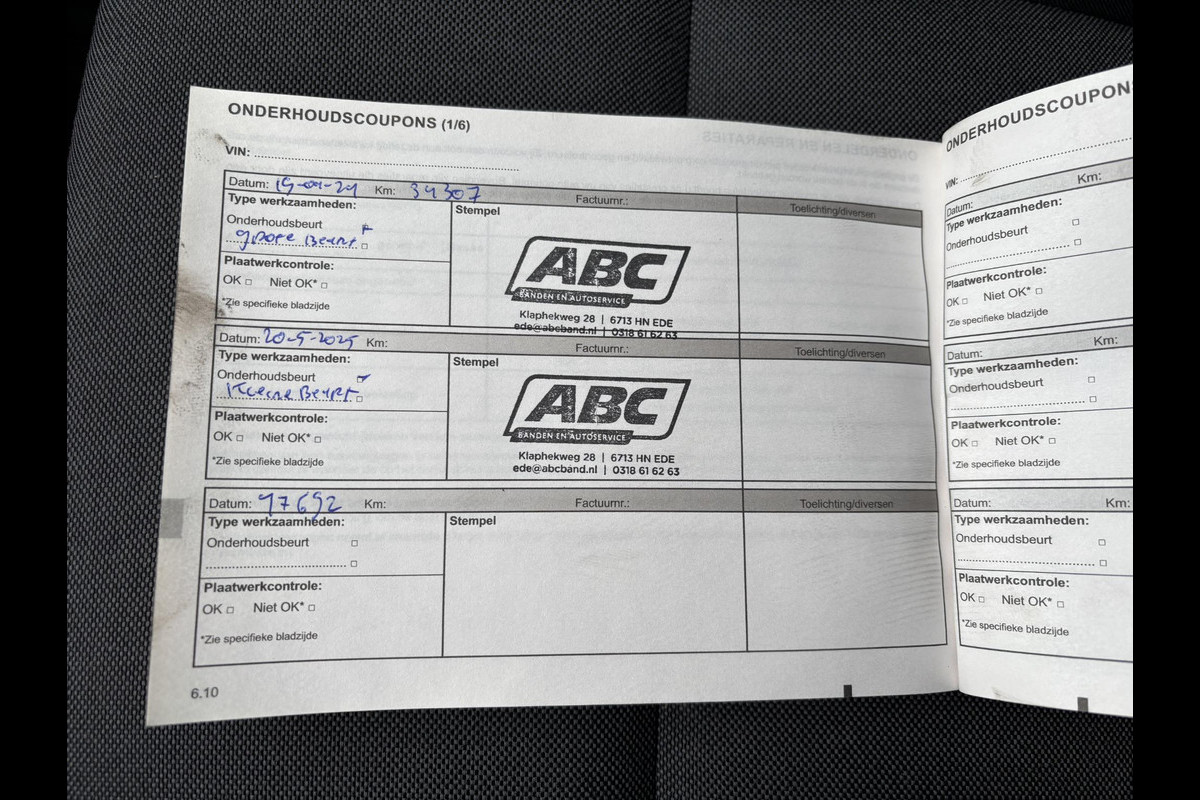 ONDERHOUDSCOUPONS (1/6)
VIN:
Datum: Km: 34307 Factuurnr.: Toelichting/diversen
Type werkzaamheden: Stempel
Onderhoudsbeurt
grote Beurt
Plaatwerkcontrole:
OK Niet OK*
*Zie specifieke bladzijde
ABC
BANDEN EN AUTOSERVICE
Klaphekweg 28 | 6713 HN EDE
ede@abcband.nl | 0318 61 62 63
Datum: 20-5-2025 Km: Factuurnr.: Toelichting/diversen
Type werkzaamheden: Stempel
Onderhoudsbeurt
Kleine Beurt
Plaatwerkcontrole:
OK Niet OK*
*Zie specifieke bladzijde
ABC
BANDEN EN AUTOSERVICE
Klaphekweg 28 | 6713 HN EDE
ede@abcband.nl | 0318 61 62 63
Datum: Km: Factuurnr.: Toelichting/diversen
Type werkzaamheden: Stempel
Onderhoudsbeurt
Plaatwerkcontrole:
OK Niet OK*
*Zie specifieke bladzijde
6.10
VIN:
Datum: Km:
Type werkzaamheden:
Onderhoudsbeurt
Plaatwerkcontrole:
OK Niet OK*
*Zie specifieke bladzijde
Datum: Km:
Type werkzaamheden:
Onderhoudsbeurt
Plaatwerkcontrole:
OK Niet OK*
*Zie specifieke bladzijde
Datum: Km:
Type werkzaamheden:
Onderhoudsbeurt
Plaatwerkcontrole:
OK Niet OK*
*Zie specifieke bladzijde